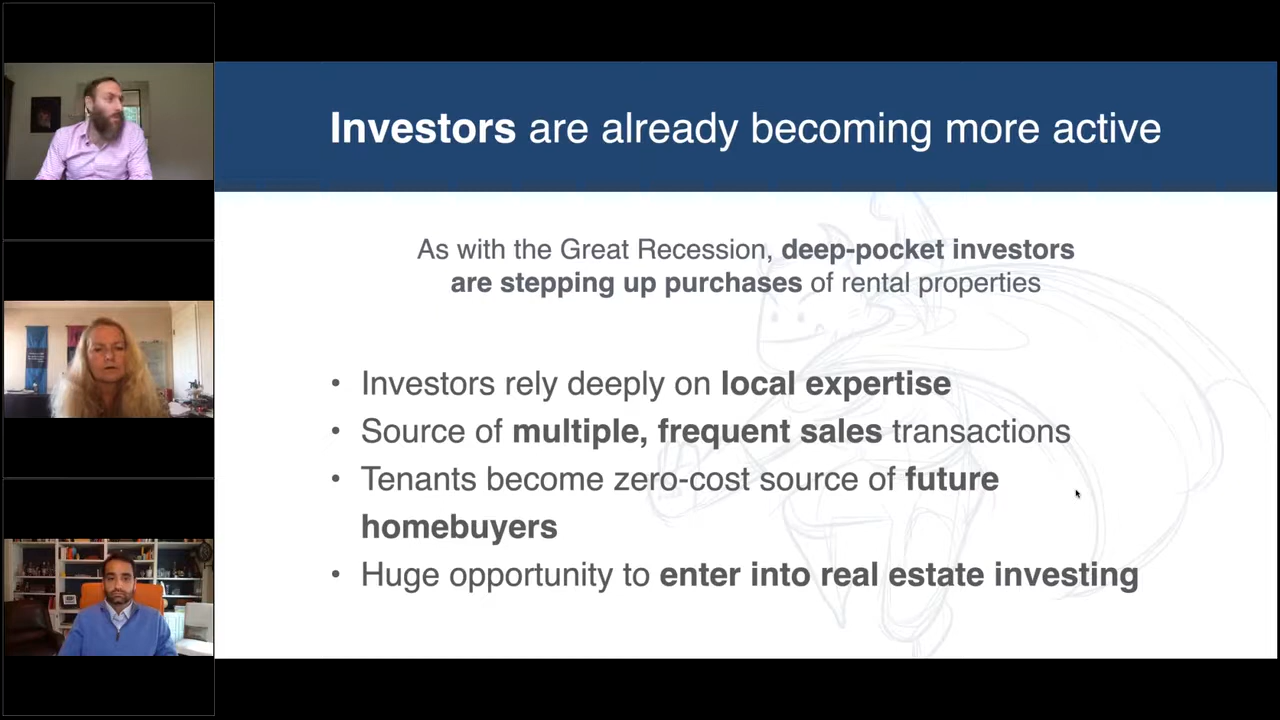 Investors are already becoming more active
As with the Great Recession, deep-pocket investors
are stepping up purchases of rental properties
• Investors rely deeply on local expertise
• Source of multiple, frequent sales transactions
• Tenants become zero-cost source of future
homebuyers
• Huge opportunity to enter into real estate investing